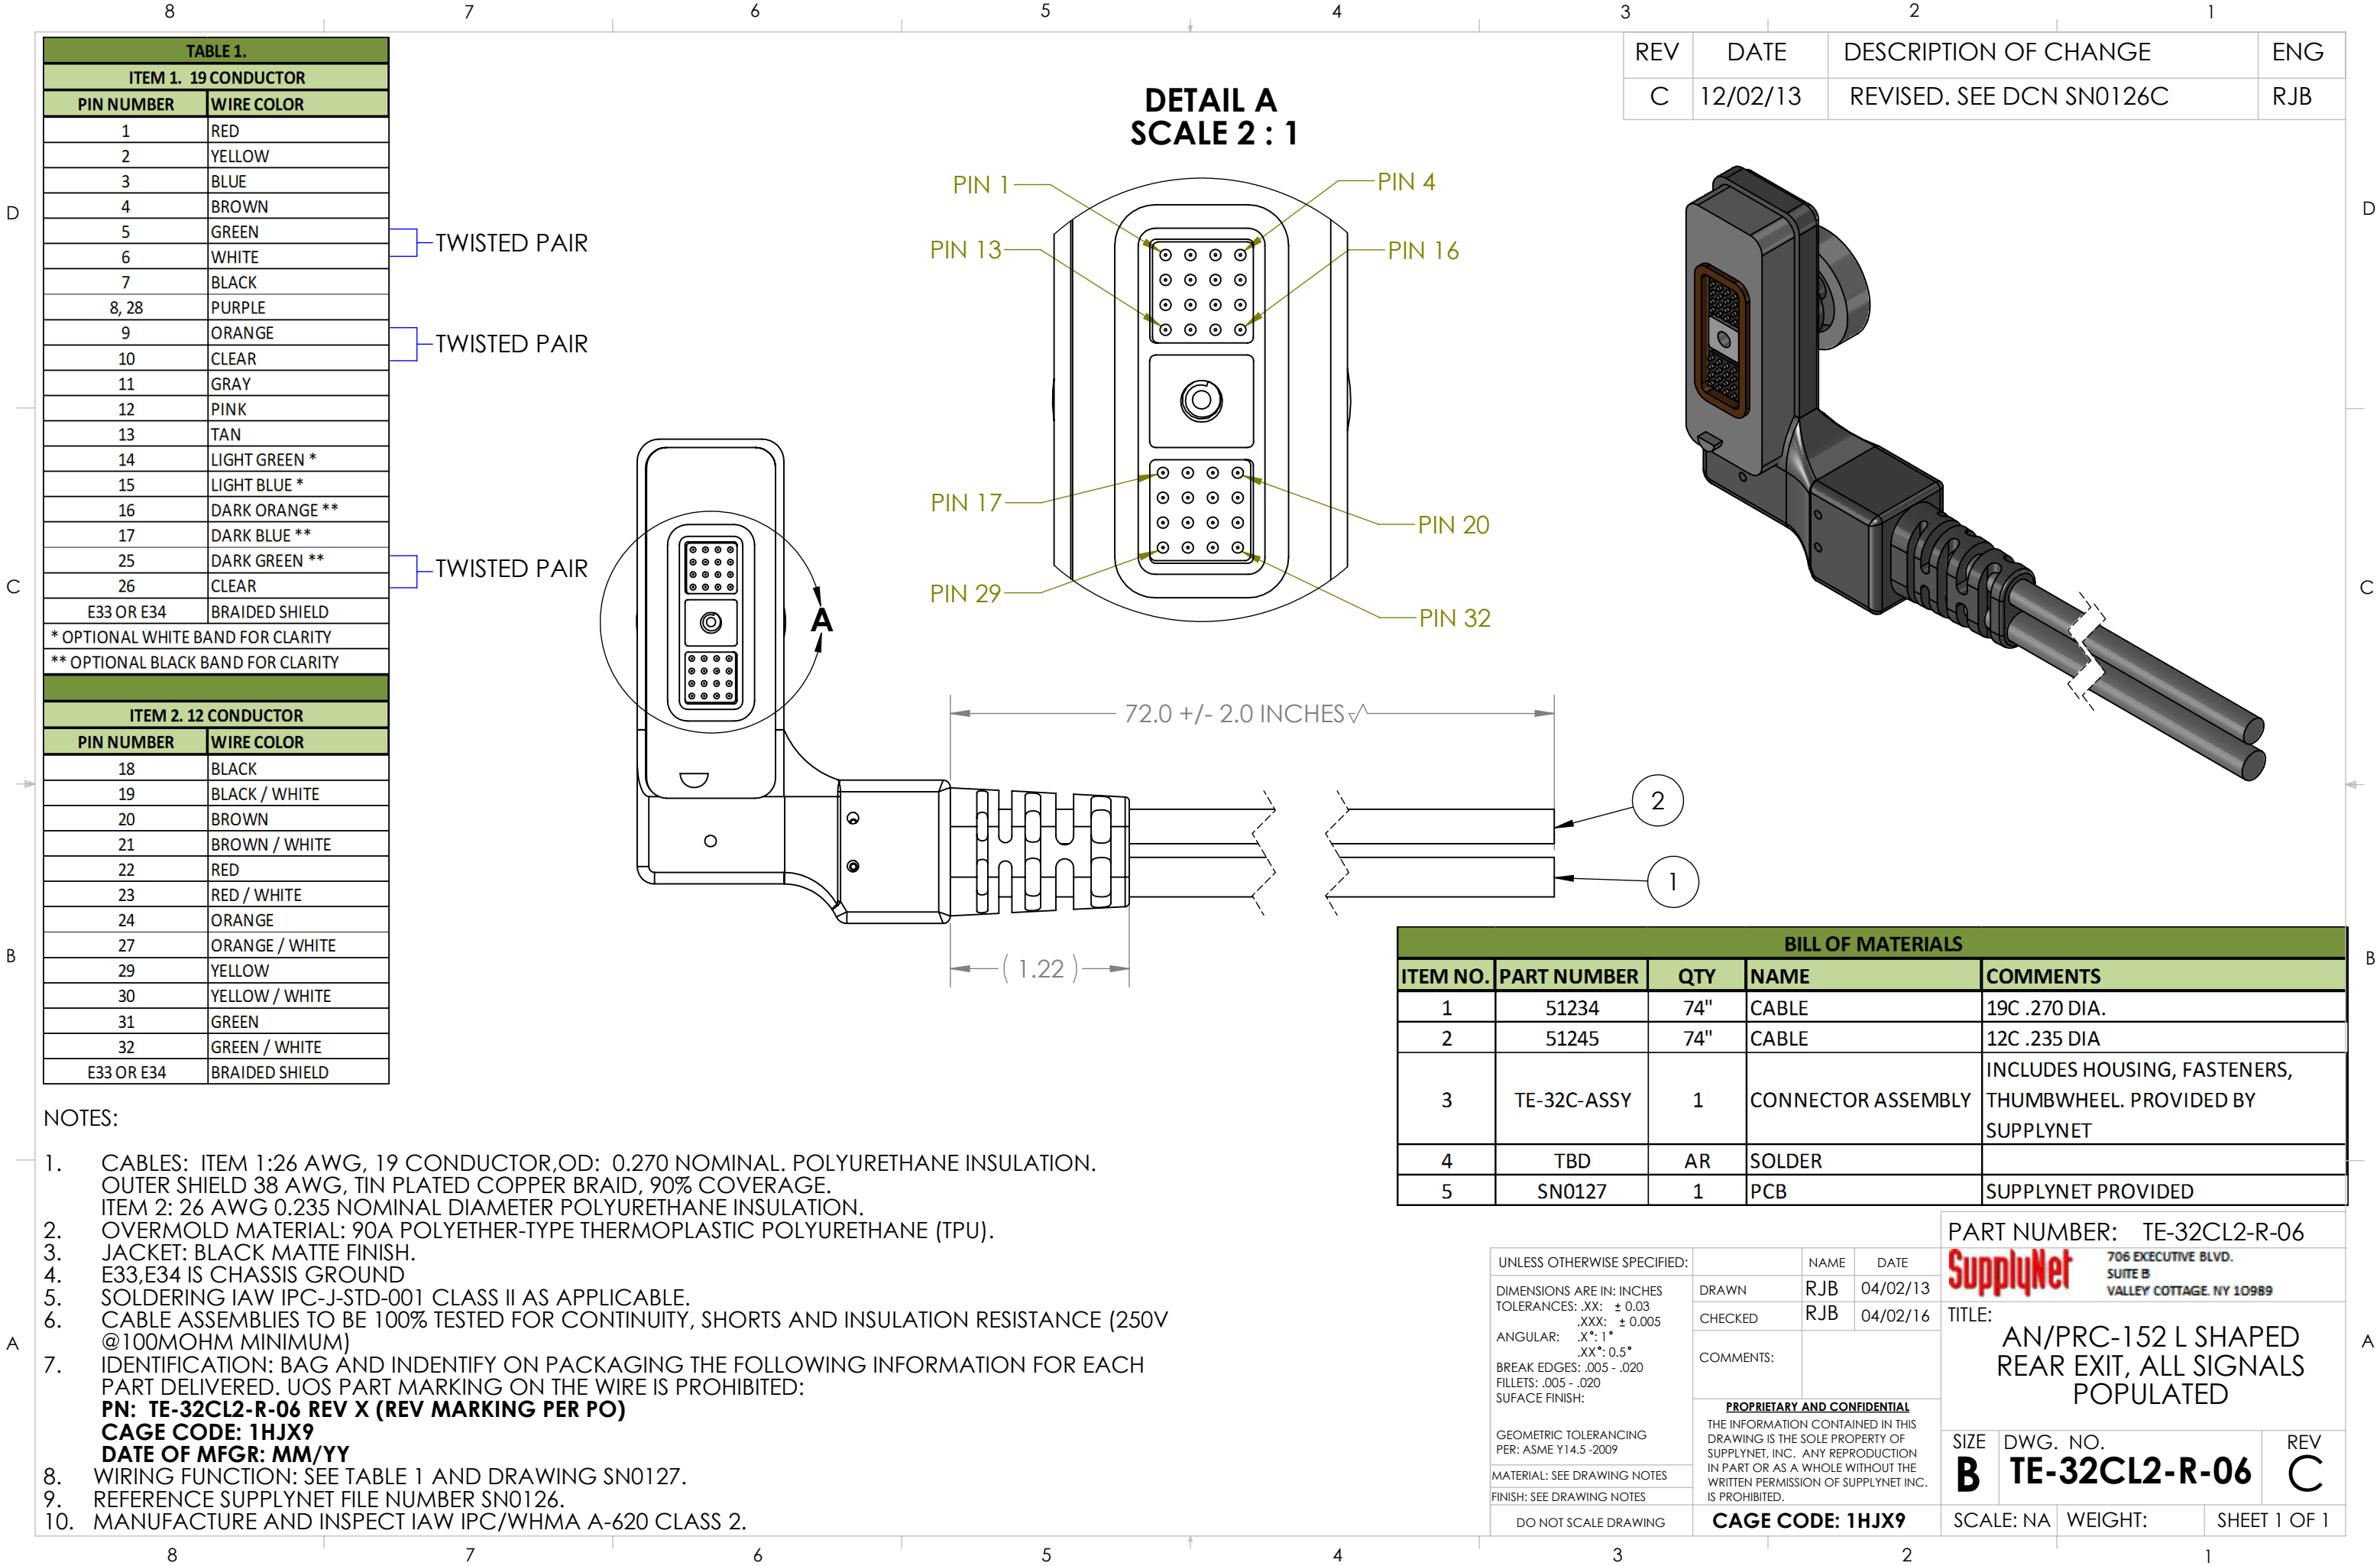 8 7 6 5 4 3 2 1
TABLE 1.
ITEM 1. 19 CONDUCTOR
PIN NUMBER WIRE COLOR
1 RED
2 YELLOW
3 BLUE
4 BROWN
5 GREEN
6 WHITE
7 BLACK
8, 28 PURPLE
9 ORANGE
10 CLEAR
11 GRAY
12 PINK
13 TAN
14 LIGHT GREEN *
15 LIGHT BLUE *
16 DARK ORANGE **
17 DARK BLUE **
25 DARK GREEN **
26 CLEAR
E33 OR E34 BRAIDED SHIELD
* OPTIONAL WHITE BAND FOR CLARITY
** OPTIONAL BLACK BAND FOR CLARITY
ITEM 2. 12 CONDUCTOR
PIN NUMBER WIRE COLOR
18 BLACK
19 BLACK / WHITE
20 BROWN
21 BROWN / WHITE
22 RED
23 RED / WHITE
24 ORANGE
27 ORANGE / WHITE
29 YELLOW
30 YELLOW / WHITE
31 GREEN
32 GREEN / WHITE
E33 OR E34 BRAIDED SHIELD
TWISTED PAIR
TWISTED PAIR
TWISTED PAIR
DETAIL A
SCALE 2 : 1
PIN 1
PIN 4
PIN 13
PIN 16
PIN 17
PIN 20
PIN 29
PIN 32
A
72.0 +/- 2.0 INCHES
( 1.22 )
2
1
REV DATE DESCRIPTION OF CHANGE ENG
C 12/02/13 REVISED. SEE DCN SN0126C RJB
D
D
C
C
B
B
A
A
BILL OF MATERIALS
ITEM NO. PART NUMBER QTY NAME COMMENTS
1 51234 74" CABLE 19C .270 DIA.
2 51245 74" CABLE 12C .235 DIA
3 TE-32C-ASSY 1 CONNECTOR ASSEMBLY INCLUDES HOUSING, FASTENERS,
THUMBWHEEL. PROVIDED BY
SUPPLYNET
4 TBD AR SOLDER
5 SN0127 1 PCB SUPPLYNET PROVIDED
NOTES:
1. CABLES: ITEM 1:26 AWG, 19 CONDUCTOR,OD: 0.270 NOMINAL. POLYURETHANE INSULATION.
OUTER SHIELD 38 AWG, TIN PLATED COPPER BRAID, 90% COVERAGE.
ITEM 2: 26 AWG 0.235 NOMINAL DIAMETER POLYURETHANE INSULATION.
2. OVERMOLD MATERIAL: 90A POLYETHER-TYPE THERMOPLASTIC POLYURETHANE (TPU).
3. JACKET: BLACK MATTE FINISH.
4. E33,E34 IS CHASSIS GROUND
5. SOLDERING IAW IPC-J-STD-001 CLASS II AS APPLICABLE.
6. CABLE ASSEMBLIES TO BE 100% TESTED FOR CONTINUITY, SHORTS AND INSULATION RESISTANCE (250V
@100MOHM MINIMUM)
7. IDENTIFICATION: BAG AND INDENTIFY ON PACKAGING THE FOLLOWING INFORMATION FOR EACH
PART DELIVERED. UOS PART MARKING ON THE WIRE IS PROHIBITED:
PN: TE-32CL2-R-06 REV X (REV MARKING PER PO)
CAGE CODE: 1HJX9
DATE OF MFGR: MM/YY
8. WIRING FUNCTION: SEE TABLE 1 AND DRAWING SN0127.
9. REFERENCE SUPPLYNET FILE NUMBER SN0126.
10. MANUFACTURE AND INSPECT IAW IPC/WHMA A-620 CLASS 2.
UNLESS OTHERWISE SPECIFIED:
DIMENSIONS ARE IN: INCHES
TOLERANCES: .XX: ± 0.03
.XXX: ± 0.005
ANGULAR: .X°: 1°
.XX°: 0.5°
BREAK EDGES: .005 - .020
FILLETS: .005 - .020
SUFACE FINISH:
GEOMETRIC TOLERANCING
PER: ASME Y14.5 -2009
MATERIAL: SEE DRAWING NOTES
FINISH: SEE DRAWING NOTES
DO NOT SCALE DRAWING
NAME DATE
DRAWN RJB 04/02/13
CHECKED RJB 04/02/16
COMMENTS:
PROPRIETARY AND CONFIDENTIAL
THE INFORMATION CONTAINED IN THIS
DRAWING IS THE SOLE PROPERTY OF
SUPPLYNET, INC. ANY REPRODUCTION
IN PART OR AS A WHOLE WITHOUT THE
WRITTEN PERMISSION OF SUPPLYNET INC.
IS PROHIBITED.
CAGE CODE: 1HJX9
PART NUMBER: TE-32CL2-R-06
SupplyNet
706 EXECUTIVE BLVD.
SUITE B
VALLEY COTTAGE. NY 10989
TITLE:
AN/PRC-152 L SHAPED
REAR EXIT, ALL SIGNALS
POPULATED
SIZE DWG. NO. REV
B TE-32CL2-R-06 C
SCALE: NA WEIGHT: SHEET 1 OF 1
8 7 6 5 4 3 2 1